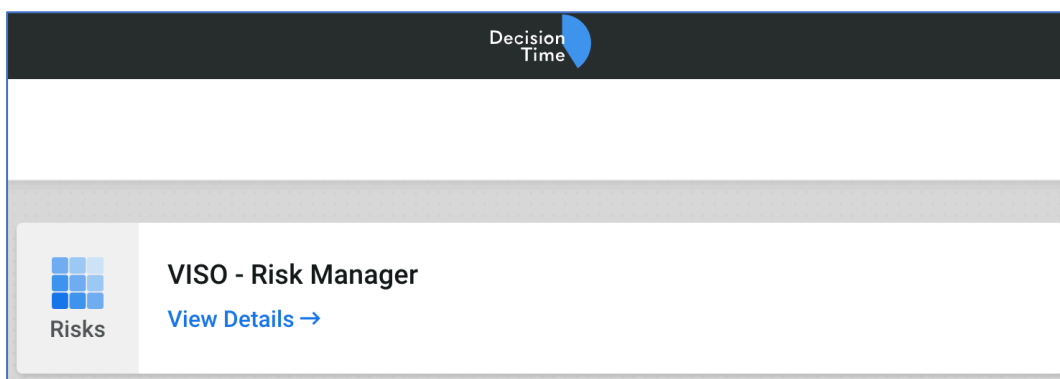 Decision
Time
VISO - Risk Manager
View Details →
Risks